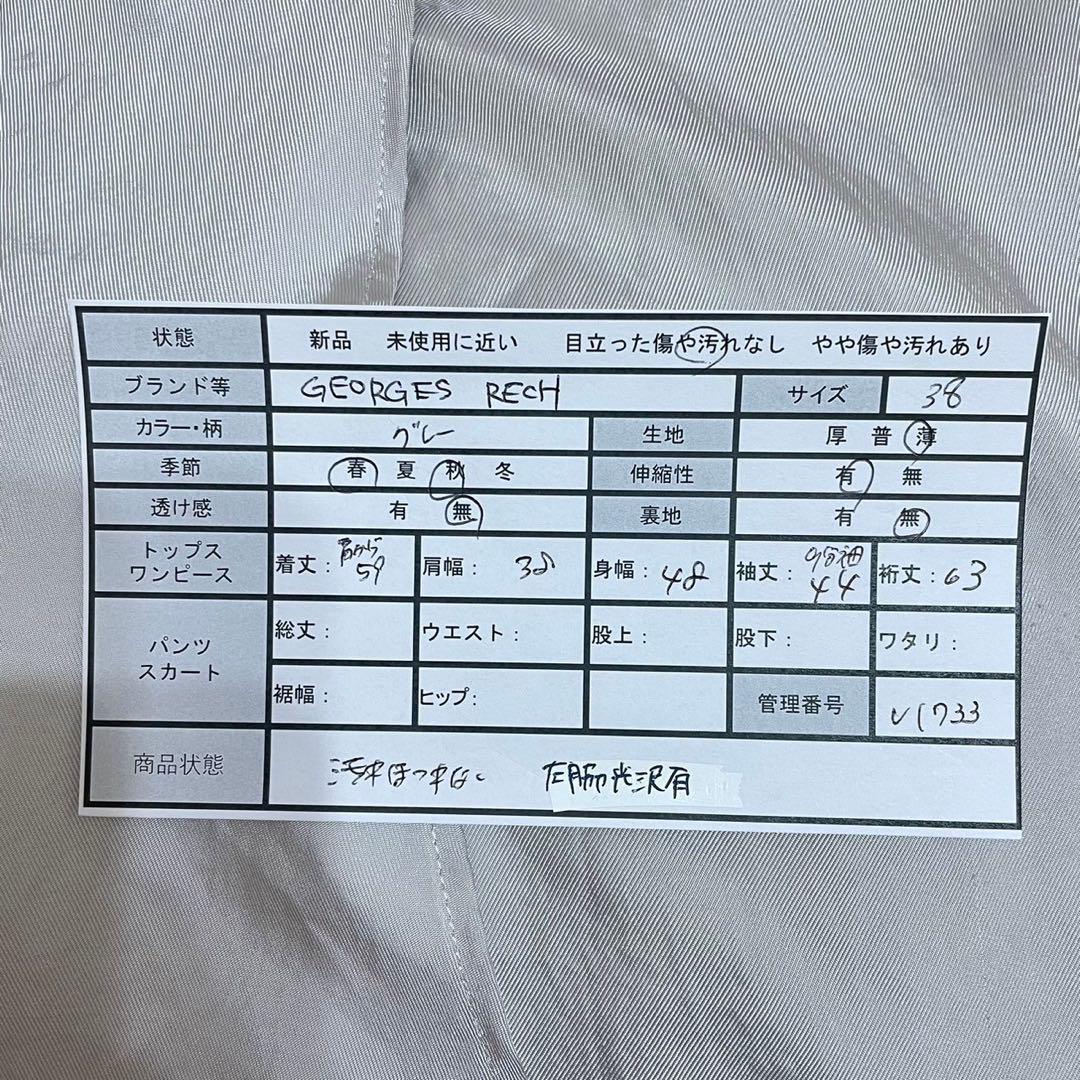 状態 新品 未使用に近い 目立った傷や汚れなし やや傷や汚れあり
ブランド等 GEORGES RECH サイズ 38
カラー・柄 グレー 生地 厚 普 薄
季節 春 夏 秋 冬 伸縮性 有 無
透け感 有 無 裏地 有 無
トップス
ワンピース
着丈: 肩から
59
肩幅: 38 身幅: 48 袖丈:
44
裄丈: 63
パンツ
スカート
総丈: ウエスト: 股上: 股下: ワタリ:
裾幅: ヒップ: 管理番号 V1733
商品状態 汚れほつれなし 光沢有